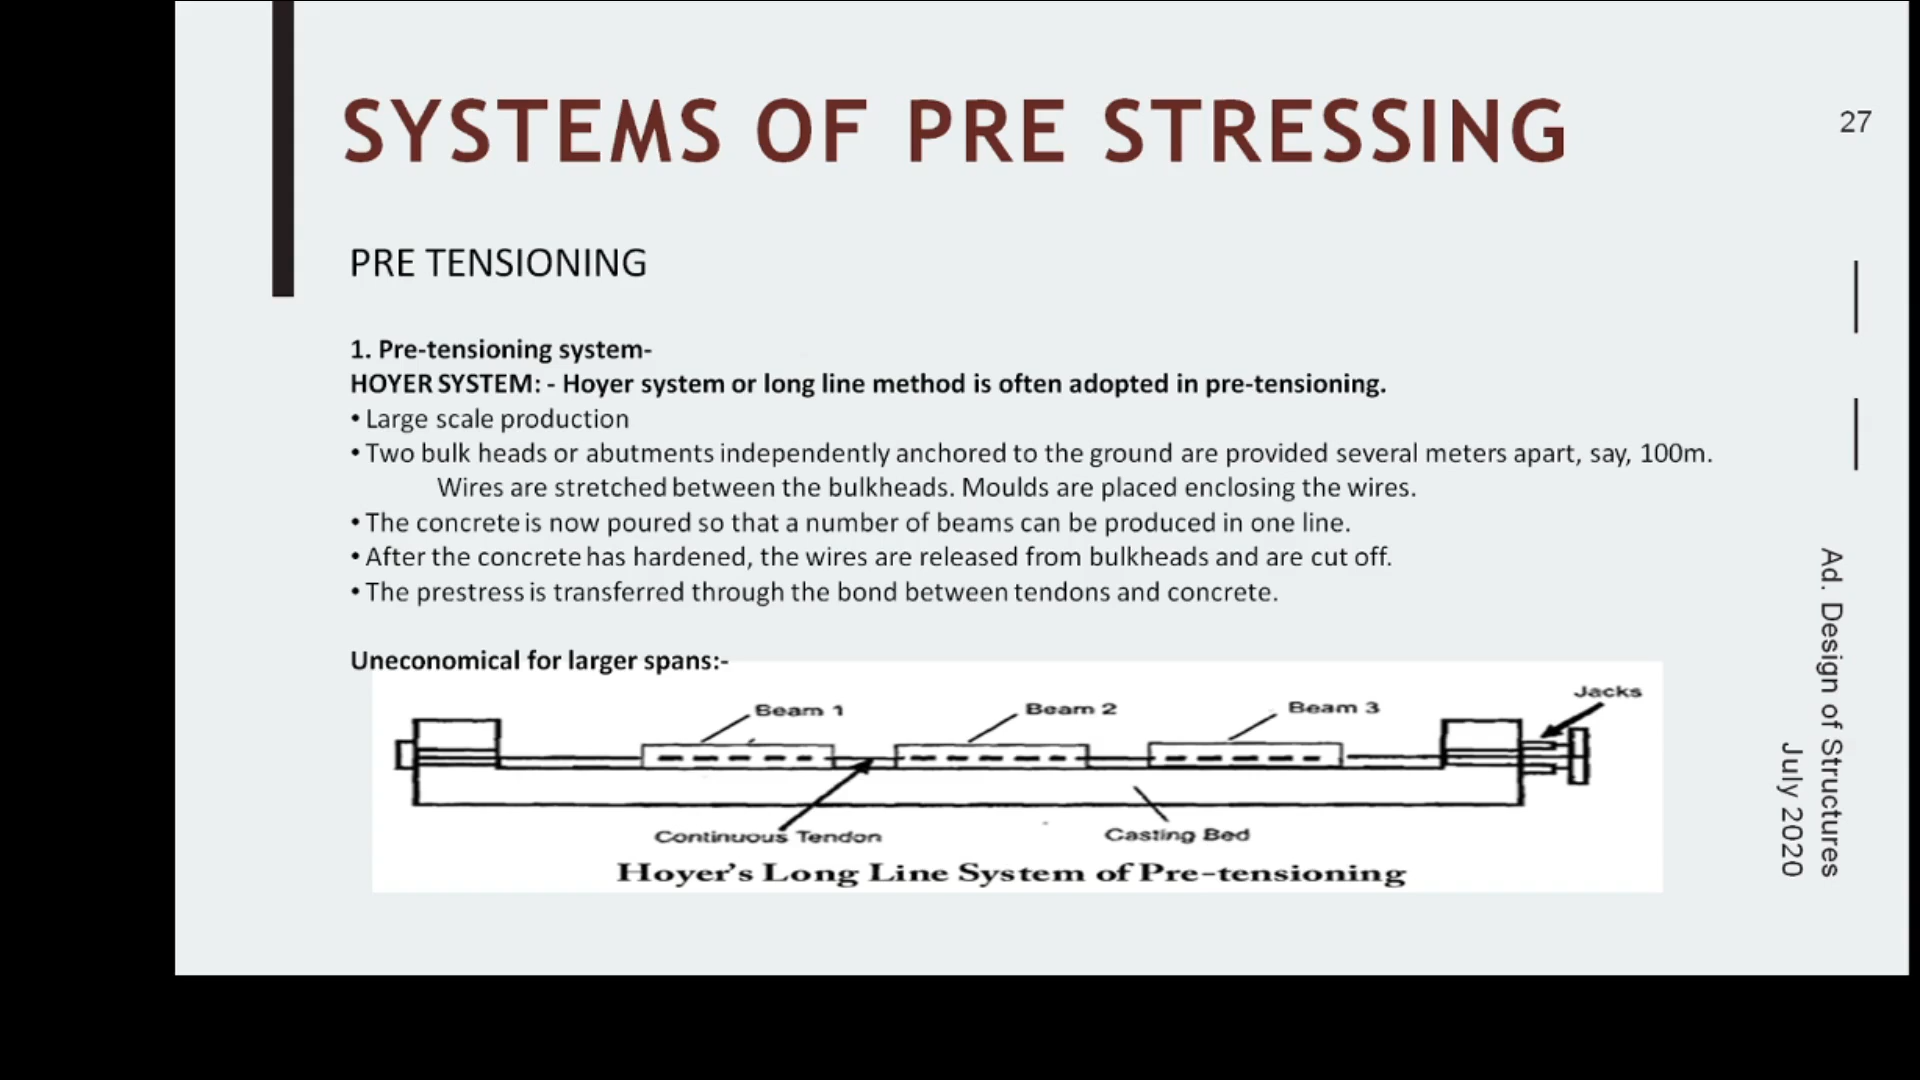 SYSTEMS OF PRE STRESSING
27
PRE TENSIONING
1. Pre-tensioning system-
HOYER SYSTEM: - Hoyer system or long line method is often adopted in pre-tensioning.
• Large scale production
• Two bulk heads or abutments independently anchored to the ground are provided several meters apart, say, 100m.
Wires are stretched between the bulkheads. Moulds are placed enclosing the wires.
• The concrete is now poured so that a number of beams can be produced in one line.
• After the concrete has hardened, the wires are released from bulkheads and are cut off.
• The prestress is transferred through the bond between tendons and concrete.
Uneconomical for larger spans:-
Beam 1
Beam 2
Beam 3
Jacks
Continuous Tendon
Casting Bed
Hoyer's Long Line System of Pre-tensioning
Ad. Design of Structures
July 2020